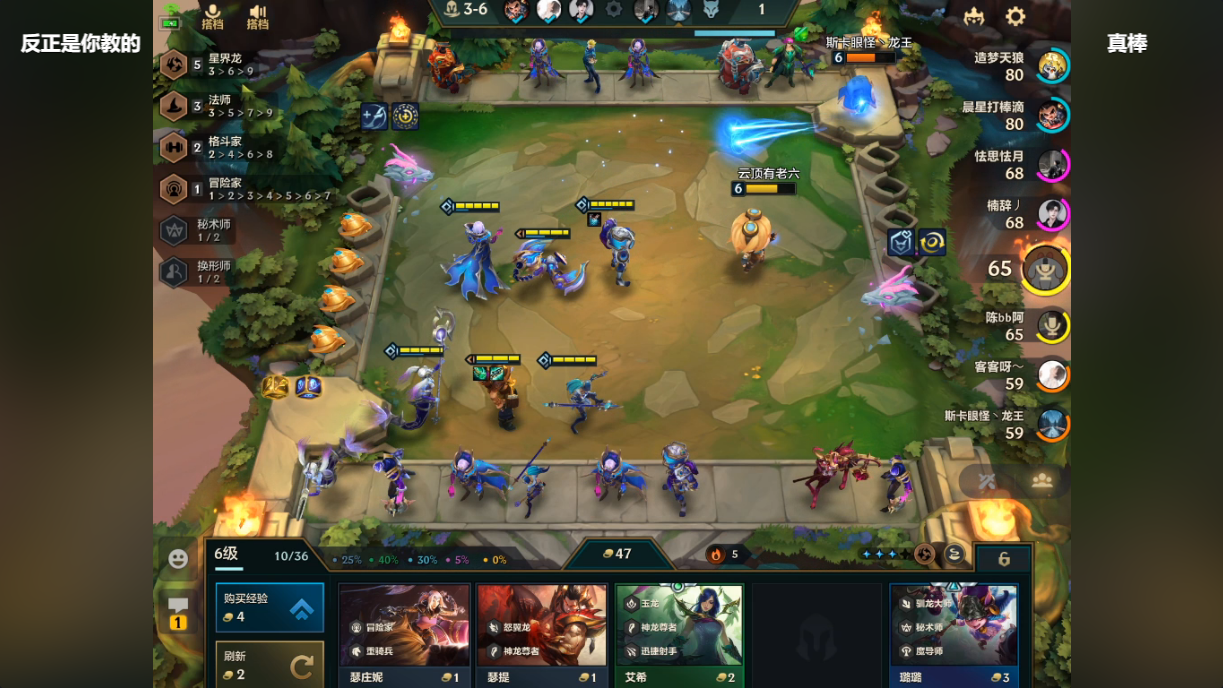 反正是你教的
真棒
搭档
搭档
3-6
1
5
星界龙
3 > 6 > 9
3
法师
3 > 5 > 7 > 9
2
格斗家
2 > 4 > 6 > 8
1
冒险家
1 > 2 > 3 > 4 > 5 > 6 > 7
秘术师
1 / 2
换形师
1 / 2
斯卡眼怪丶龙王
6
云顶有老六
6
造梦天狼
80
晨星打棒滴
80
怯思怯月
68
楠辞丿
68
65
陈bb阿
65
客客呀～
59
斯卡眼怪丶龙王
59
6级
10/36
25%
40%
30%
5%
0%
47
5
购买经验
4
刷新
2
1
冒险家
重骑兵
瑟庄妮
1
怒翼龙
神龙尊者
瑟提
1
玉龙
神龙尊者
迅捷射手
艾希
2
驯龙大师
秘术师
魔导师
璐璐
3